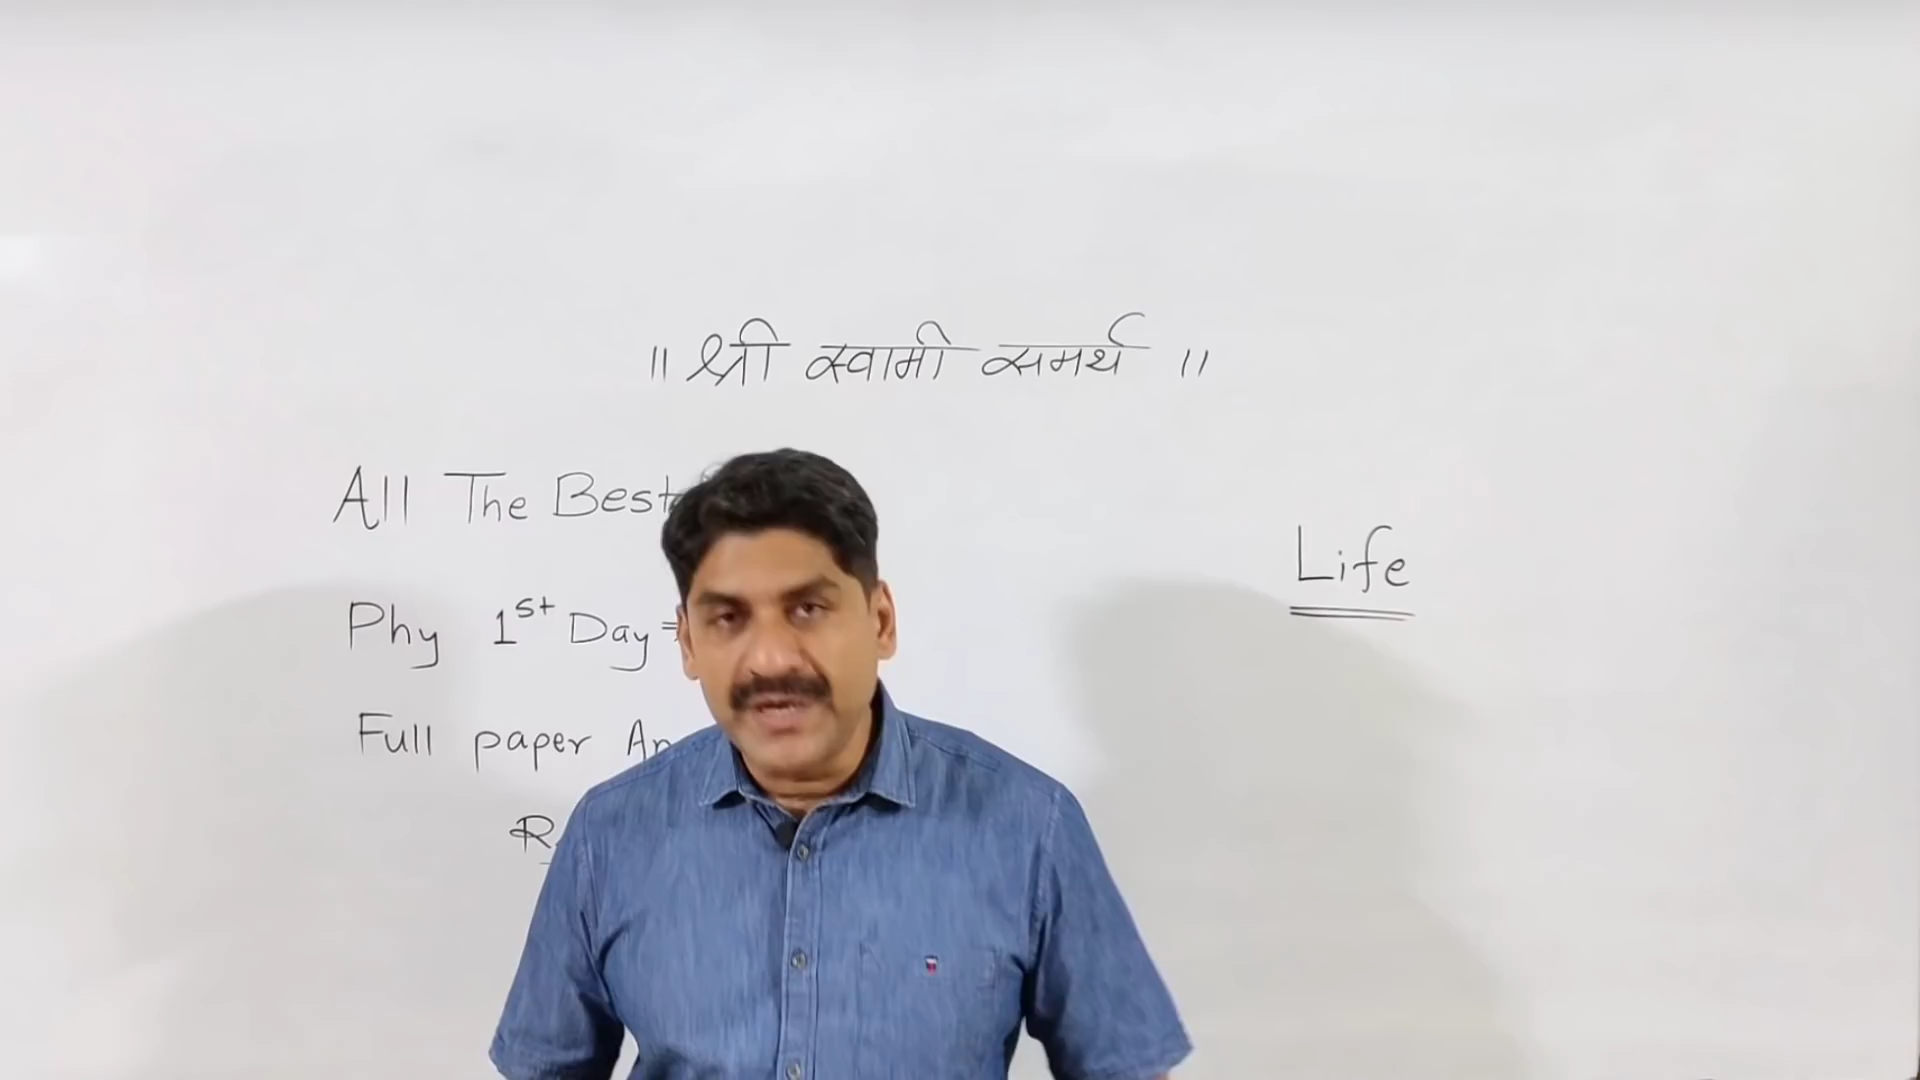 ॥ श्री स्वामी समर्थ ॥
All The Best
Life
Phy 1st Day =
Full paper